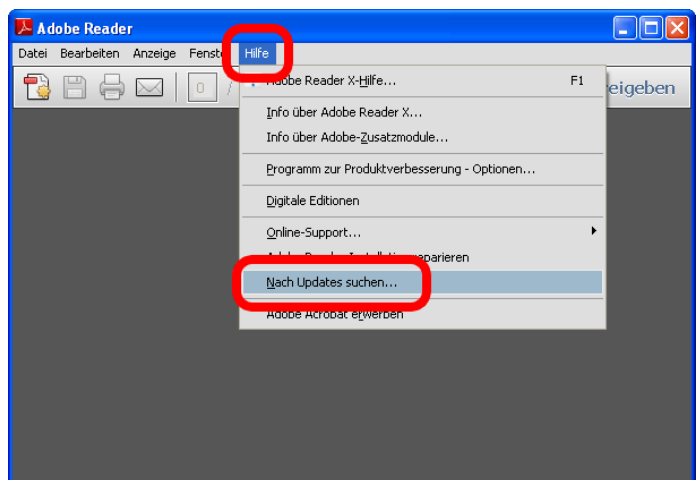 Adobe Reader
Datei Bearbeiten Anzeige Hilfe
0 /
Adobe Reader X-Hilfe... F1
Info über Adobe Reader X...
Info über Adobe-Zusatzmodule...
Programm zur Produktverbesserung - Optionen...
Digitale Editionen
Online-Support...
Nach Updates suchen...
Adobe Acrobat erwerben